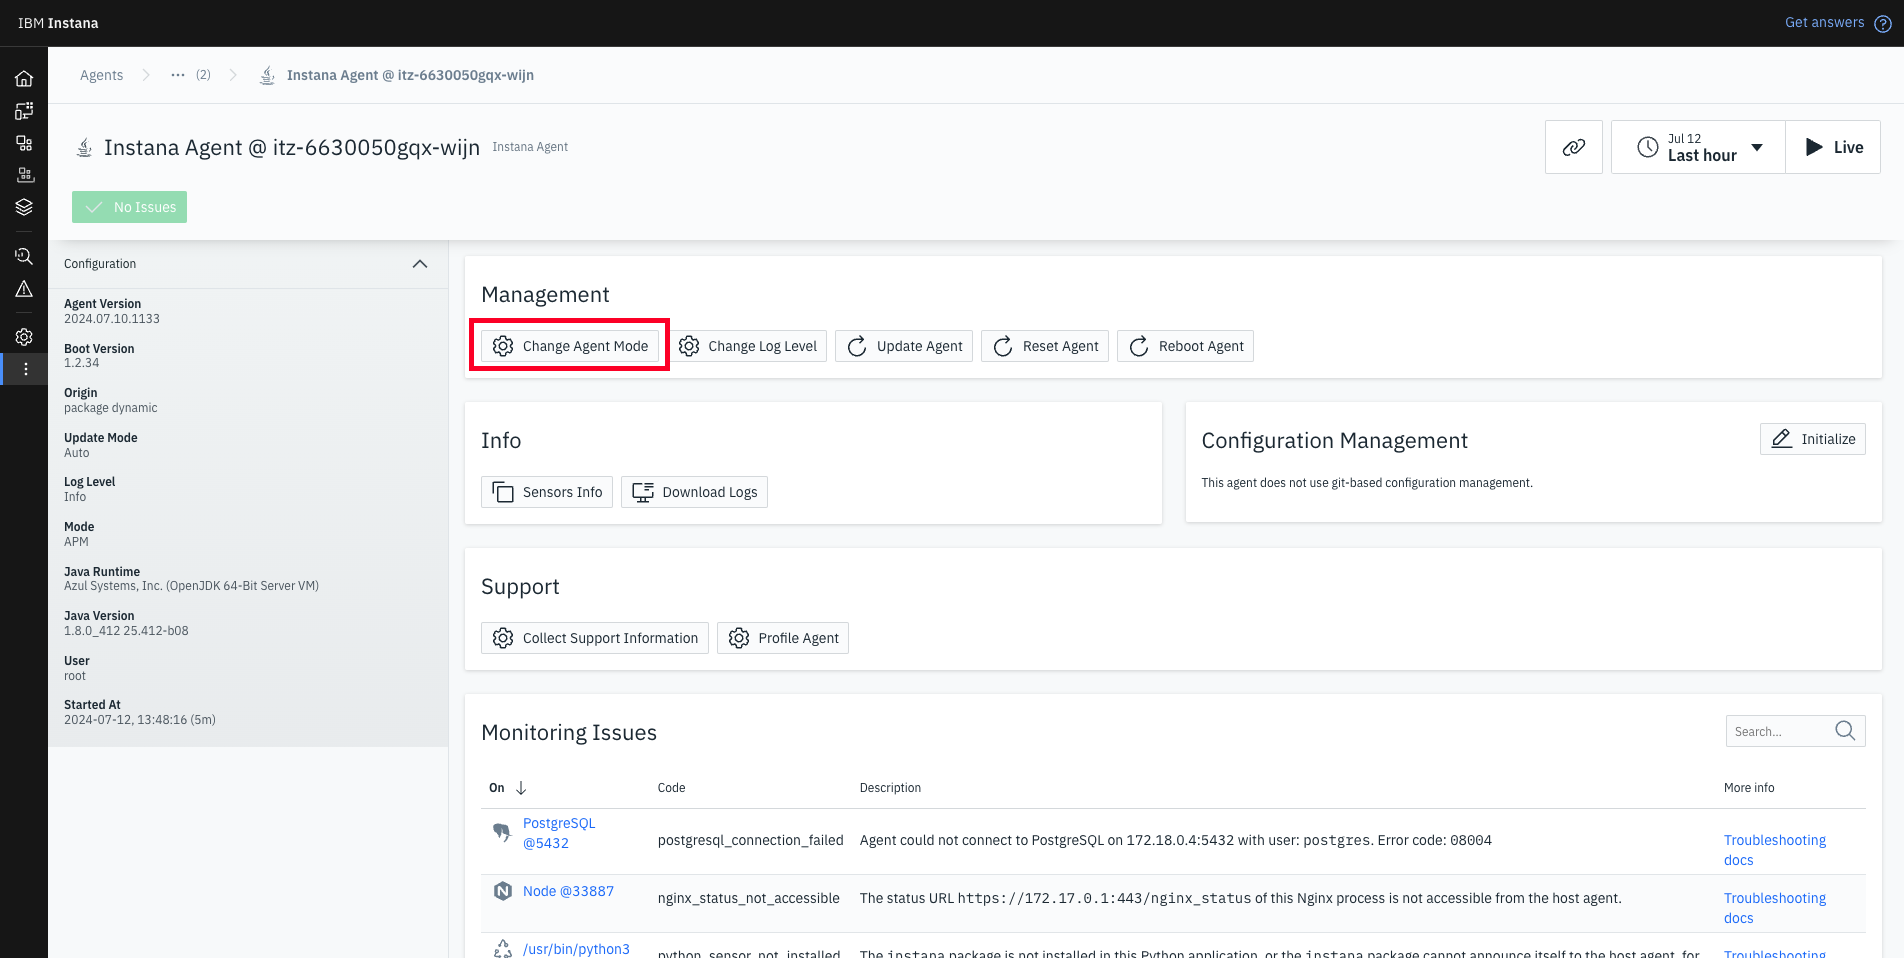 IBM Instana
Get answers
Agents ··· (2) Instana Agent @ itz-6630050gqx-wijn
Instana Agent @ itz-6630050gqx-wijn Instana Agent
Jul 12
Last hour
Live
No Issues
Configuration
Agent Version
2024.07.10.1133
Boot Version
1.2.34
Origin
package dynamic
Update Mode
Auto
Log Level
Info
Mode
APM
Java Runtime
Azul Systems, Inc. (OpenJDK 64-Bit Server VM)
Java Version
1.8.0_412 25.412-b08
User
root
Started At
2024-07-12, 13:48:16 (5m)
Management
Change Agent Mode Change Log Level Update Agent Reset Agent Reboot Agent
Info
Sensors Info Download Logs
Configuration Management Initialize
This agent does not use git-based configuration management.
Support
Collect Support Information Profile Agent
Monitoring Issues
Search...
On Code Description More info
PostgreSQL
@5432
postgresql_connection_failed Agent could not connect to PostgreSQL on 172.18.0.4:5432 with user: postgres. Error code: 08004
Troubleshooting
docs
Node @33887
nginx_status_not_accessible The status URL https://172.17.0.1:443/nginx_status of this Nginx process is not accessible from the host agent.
Troubleshooting
docs
/usr/bin/python3
python_sensor_not_installed The instana package is not installed in this Python application, or the instana package cannot announce itself to the host agent, for
Troubleshooting